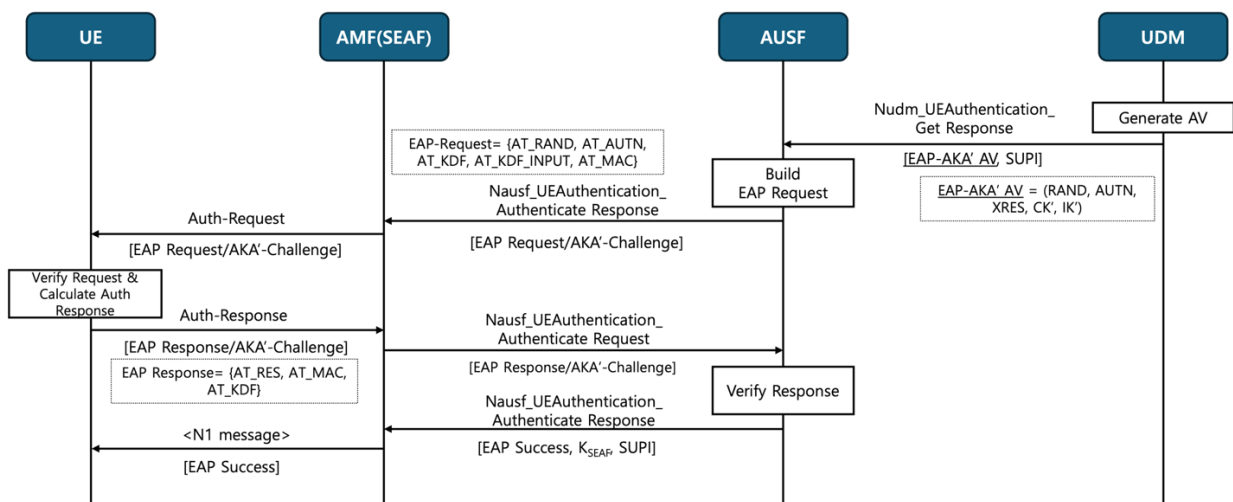 UE
AMF(SEAF)
AUSF
UDM
Generate AV
Nudm_UEAuthentication_
Get Response
[EAP-AKA' AV, SUPI]
EAP-AKA' AV = (RAND, AUTN,
XRES, CK', IK')
Build
EAP Request
EAP-Request= {AT_RAND, AT_AUTN,
AT_KDF, AT_KDF_INPUT, AT_MAC}
Nausf_UEAuthentication_
Authenticate Response
[EAP Request/AKA'-Challenge]
Auth-Request
[EAP Request/AKA'-Challenge]
Verify Request &
Calculate Auth
Response
Auth-Response
[EAP Response/AKA'-Challenge]
EAP Response= {AT_RES, AT_MAC,
AT_KDF}
Nausf_UEAuthentication_
Authenticate Request
[EAP Response/AKA'-Challenge]
Verify Response
Nausf_UEAuthentication_
Authenticate Response
[EAP Success, KSEAF, SUPI]
<N1 message>
[EAP Success]